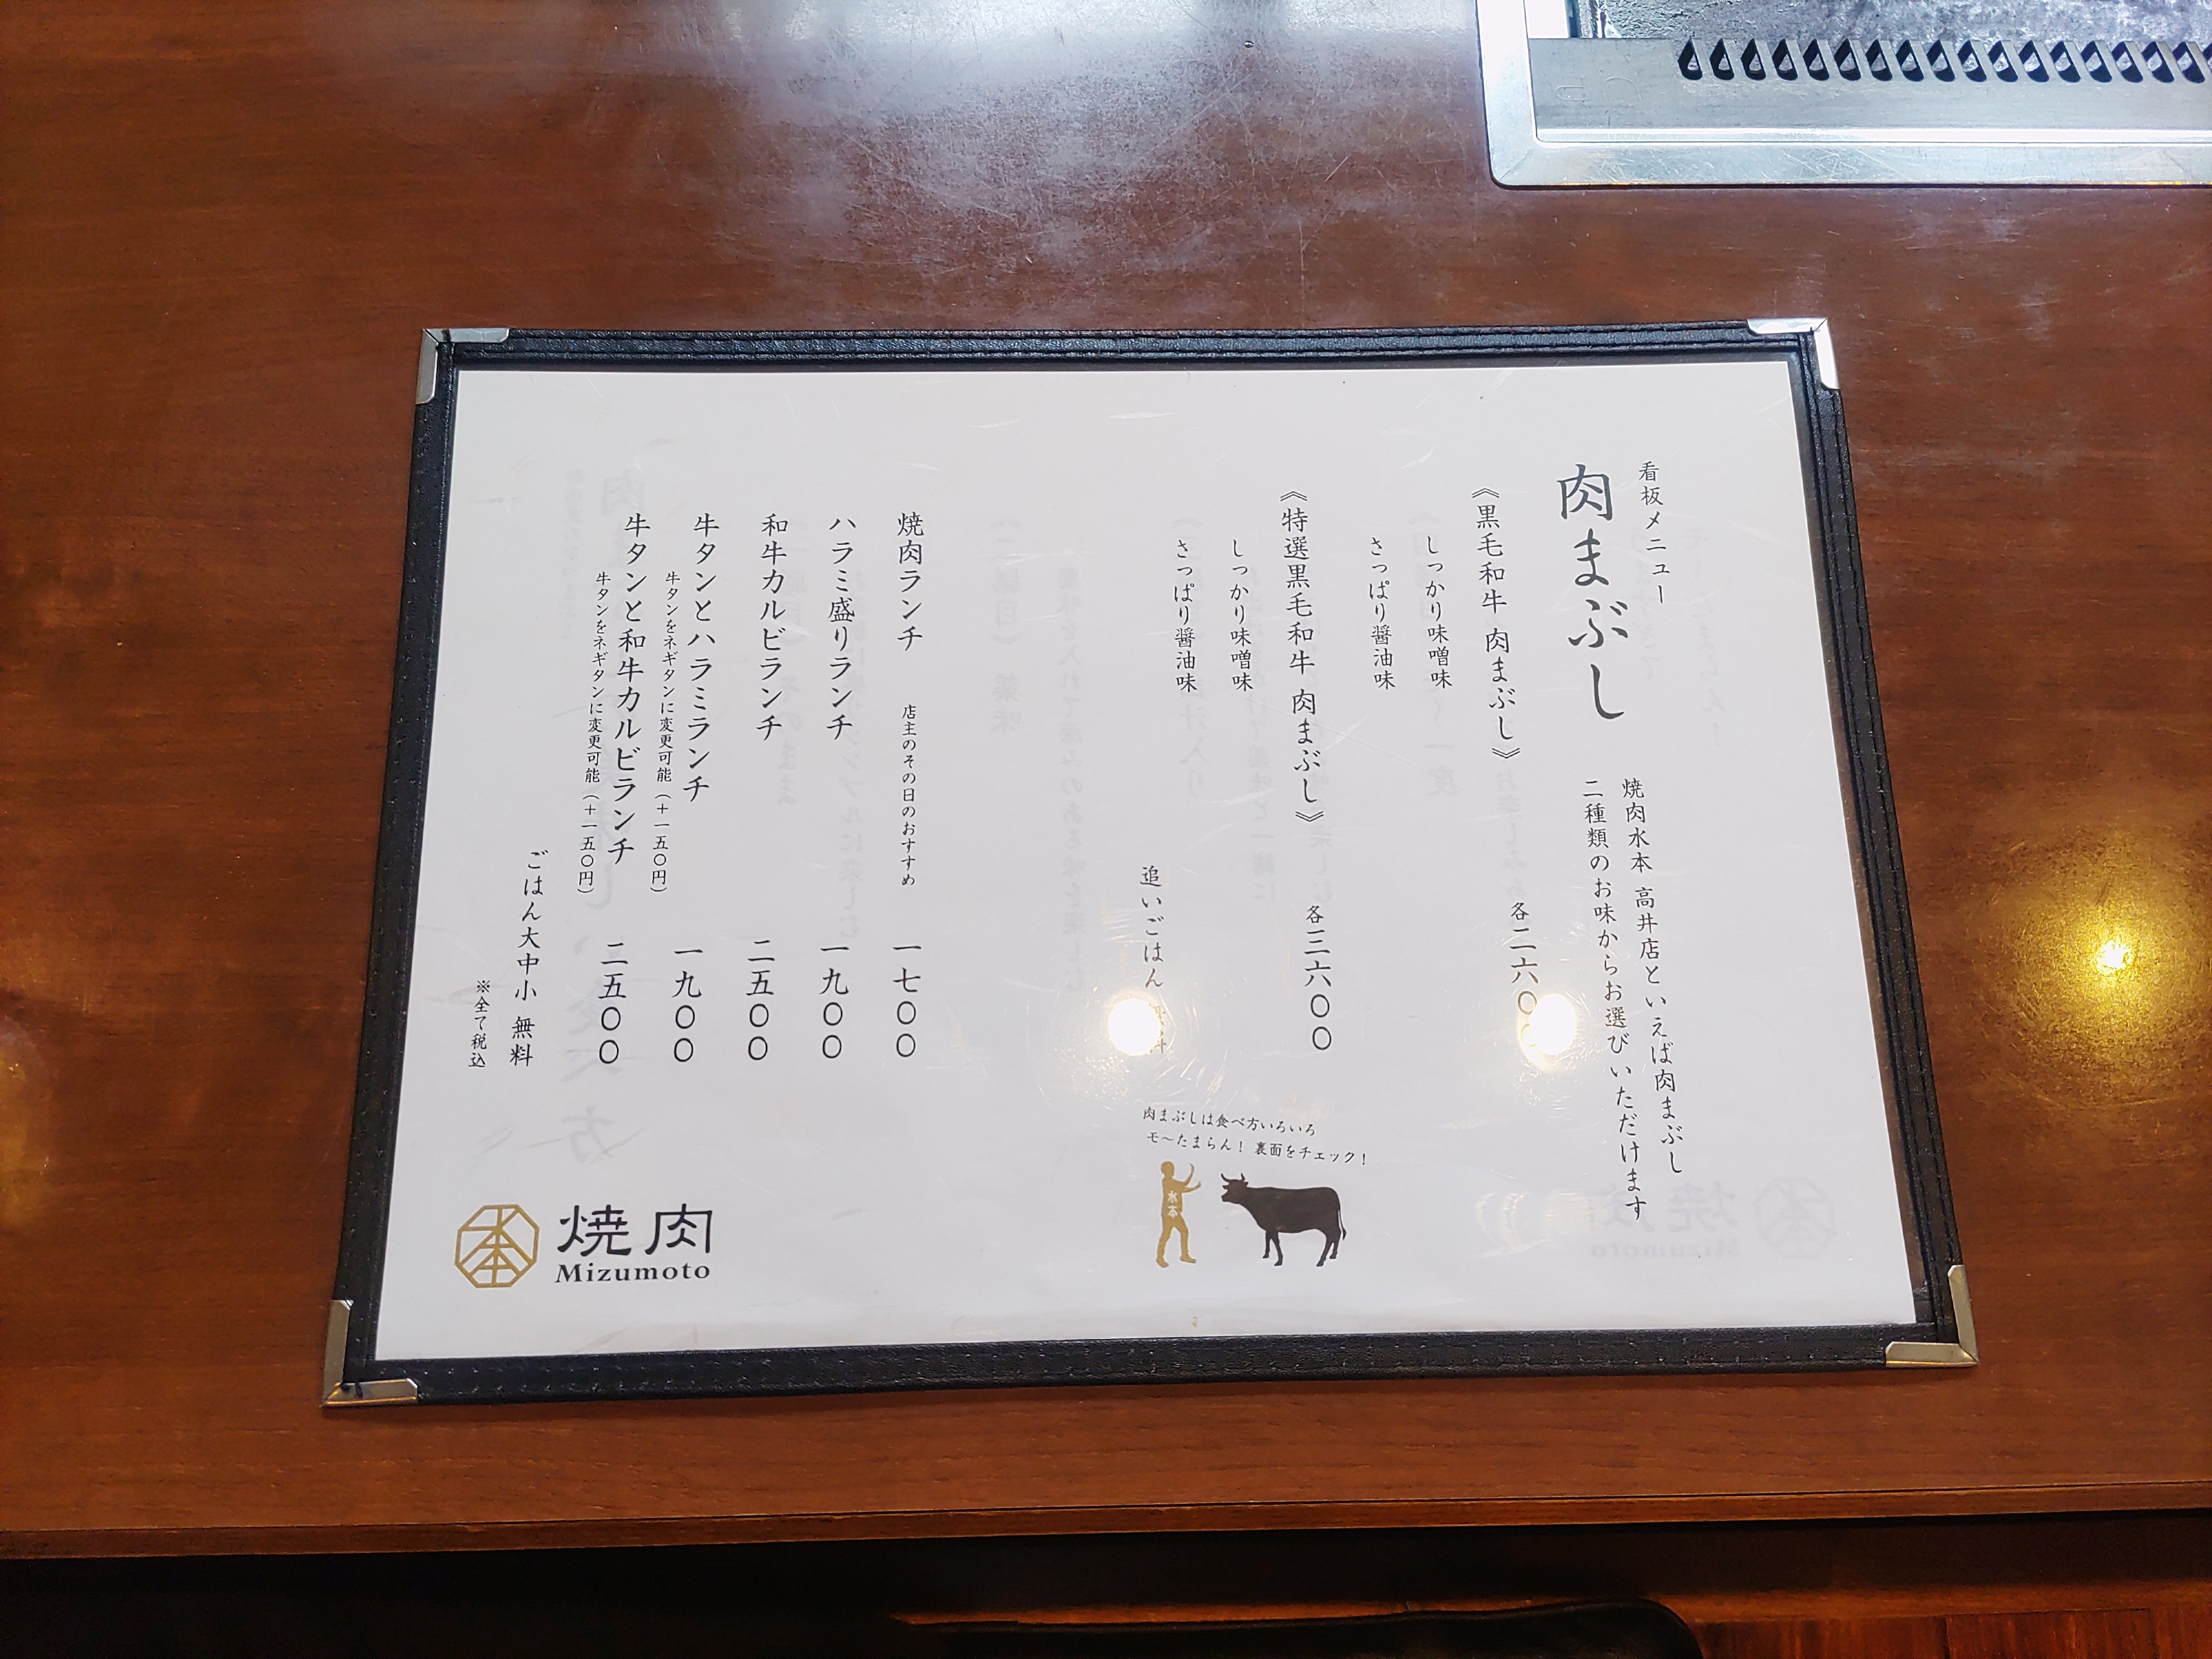 看板メニュー
肉まぶし
焼肉水本 高井店といえば肉まぶし
二種類のお味からお選びいただけます
《黒毛和牛 肉まぶし》 各二六〇〇
しっかり味噌味
さっぱり醤油味
《特選黒毛和牛 肉まぶし》 各三六〇〇
しっかり味噌味
さっぱり醤油味
追いごはん 無料
肉まぶしは食べ方いろいろ
モ〜たまらん！ 裏面をチェック！
水本
焼肉ランチ 店主のその日のおすすめ 一七〇〇
ハラミ盛りランチ 一九〇〇
和牛カルビランチ 二五〇〇
牛タンとハラミランチ 一九〇〇
牛タンをネギタンに変更可能（＋一五〇円）
牛タンと和牛カルビランチ 二五〇〇
牛タンをネギタンに変更可能（＋一五〇円）
ごはん大中小 無料
※全て税込
水本 焼肉
Mizumoto